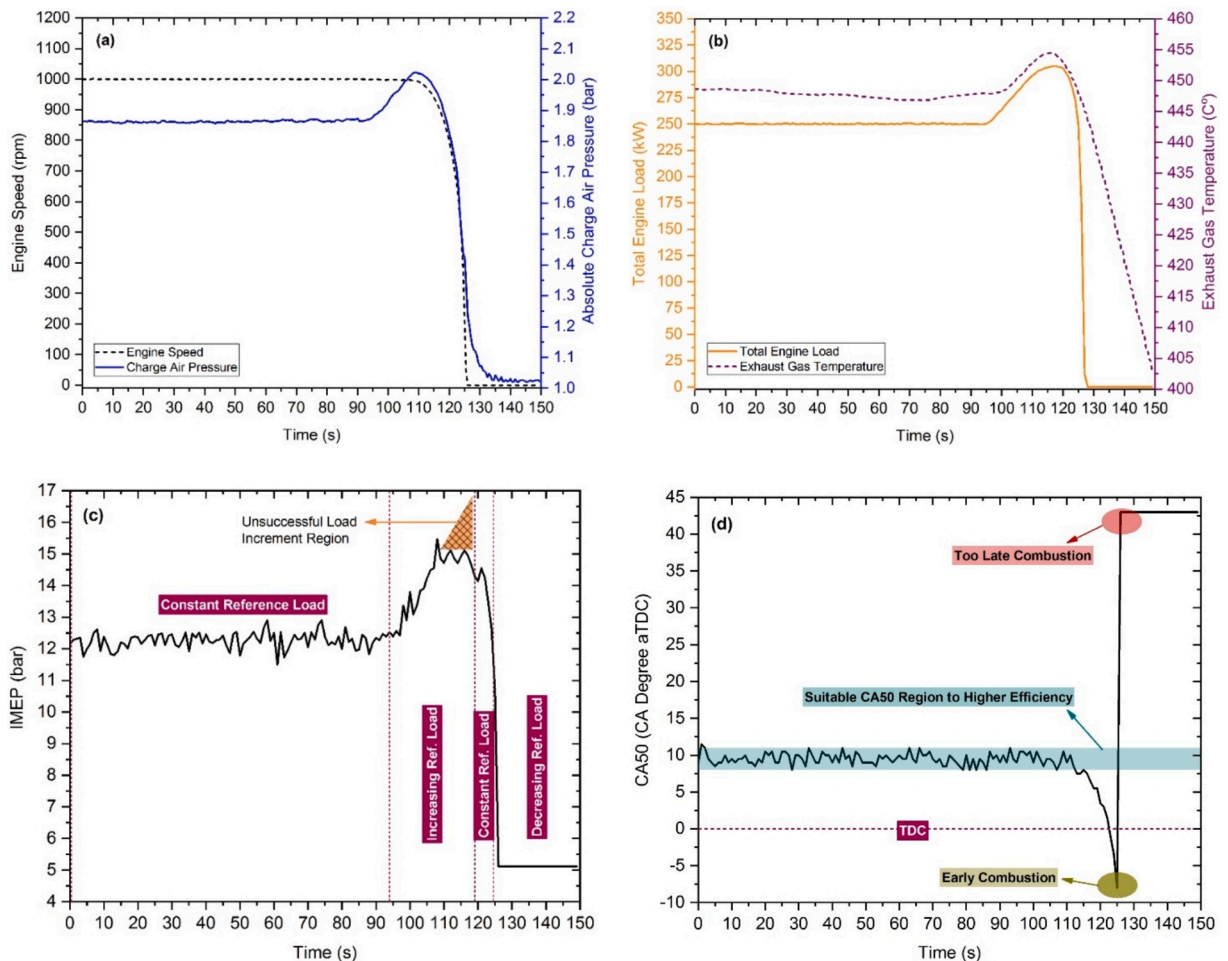 (a)
1200
1100
1000
900
800
700
600
500
400
300
200
100
0
Engine Speed (rpm)
2.2
2.1
2.0
1.9
1.8
1.7
1.6
1.5
1.4
1.3
1.2
1.1
1.0
Absolute Charge Air Pressure (bar)
Engine Speed
Charge Air Pressure
0 10 20 30 40 50 60 70 80 90 100 110 120 130 140 150
Time (s)
(b)
350
325
300
275
250
225
200
175
150
125
100
75
50
25
0
Total Engine Load (kW)
460
455
450
445
440
435
430
425
420
415
410
405
400
Exhaust Gas Temperature (C°)
Total Engine Load
Exhaust Gas Temperature
0 10 20 30 40 50 60 70 80 90 100 110 120 130 140 150
Time (s)
(c)
17
16
15
14
13
12
11
10
9
8
7
6
5
4
IMEP (bar)
Unsuccessful Load
Increment Region
Constant Reference Load
Increasing Ref. Load
Constant Ref. Load
Decreasing Ref. Load
0 10 20 30 40 50 60 70 80 90 100 110 120 130 140 150
Time (s)
(d)
45
40
35
30
25
20
15
10
5
0
-5
-10
CA50 (CA Degree aTDC)
Too Late Combustion
Suitable CA50 Region to Higher Efficiency
TDC
Early Combustion
0 10 20 30 40 50 60 70 80 90 100 110 120 130 140 150
Time (s)